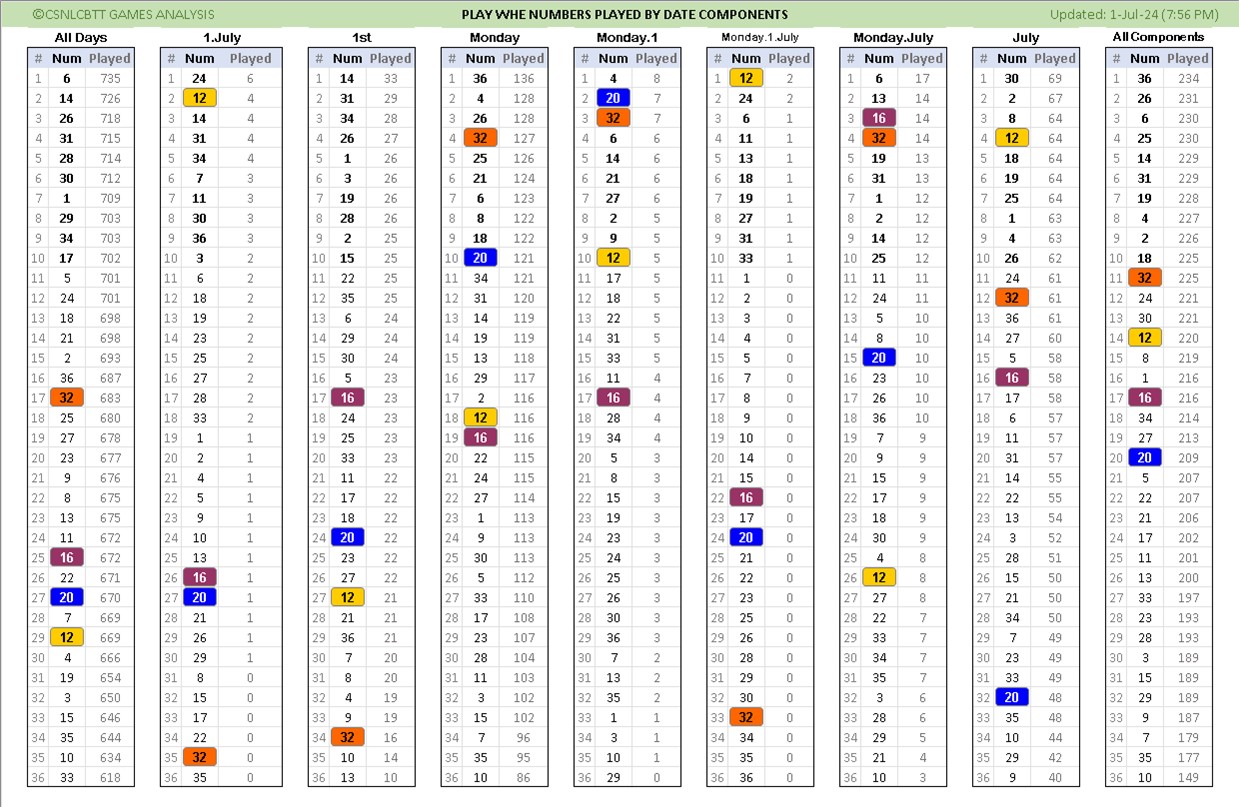 ©CSNLCBTT GAMES ANALYSIS PLAY WHE NUMBERS PLAYED BY DATE COMPONENTS Updated: 1-Jul-24 (7:56 PM)
All Days 1.July 1st Monday Monday.1 Monday.1.July Monday.July July All Components
# Num Played # Num Played # Num Played # Num Played # Num Played # Num Played # Num Played # Num Played # Num Played
1 6 735 1 24 6 1 14 33 1 36 136 1 4 8 1 12 2 1 6 17 1 30 69 1 36 234
2 14 726 2 12 4 2 31 29 2 4 128 2 20 7 2 24 2 2 13 14 2 2 67 2 26 231
3 26 718 3 14 4 3 34 28 3 26 128 3 32 7 3 6 1 3 16 14 3 8 64 3 6 230
4 31 715 4 31 4 4 26 27 4 32 127 4 6 6 4 11 1 4 32 14 4 12 64 4 25 230
5 28 714 5 34 4 5 1 26 5 25 126 5 14 6 5 13 1 5 19 13 5 18 64 5 14 229
6 30 712 6 7 3 6 3 26 6 21 124 6 21 6 6 18 1 6 31 13 6 19 64 6 31 229
7 1 709 7 11 3 7 19 26 7 6 123 7 27 6 7 19 1 7 1 12 7 25 64 7 19 228
8 29 703 8 30 3 8 28 26 8 8 122 8 2 5 8 27 1 8 2 12 8 1 63 8 4 227
9 34 703 9 36 3 9 2 25 9 18 122 9 9 5 9 31 1 9 14 12 9 4 63 9 2 226
10 17 702 10 3 2 10 15 25 10 20 121 10 12 5 10 33 1 10 25 12 10 26 62 10 18 225
11 5 701 11 6 2 11 22 25 11 34 121 11 17 5 11 1 0 11 11 11 11 24 61 11 32 225
12 24 701 12 18 2 12 35 25 12 31 120 12 18 5 12 2 0 12 24 11 12 32 61 12 24 221
13 18 698 13 19 2 13 6 24 13 14 119 13 22 5 13 3 0 13 5 10 13 36 61 13 30 221
14 21 698 14 23 2 14 29 24 14 19 119 14 31 5 14 4 0 14 8 10 14 27 60 14 12 220
15 2 693 15 25 2 15 30 24 15 13 118 15 33 5 15 5 0 15 20 10 15 5 58 15 8 219
16 36 687 16 27 2 16 5 23 16 29 117 16 11 4 16 7 0 16 23 10 16 16 58 16 1 216
17 32 683 17 28 2 17 16 23 17 2 116 17 16 4 17 8 0 17 26 10 17 17 58 17 16 216
18 25 680 18 33 2 18 24 23 18 12 116 18 28 4 18 9 0 18 36 10 18 6 57 18 34 214
19 27 678 19 1 1 19 25 23 19 16 116 19 34 4 19 10 0 19 7 9 19 11 57 19 27 213
20 23 677 20 2 1 20 33 23 20 22 115 20 5 3 20 14 0 20 9 9 20 31 57 20 20 209
21 9 676 21 4 1 21 11 22 21 24 115 21 8 3 21 15 0 21 15 9 21 14 55 21 5 207
22 8 675 22 5 1 22 17 22 22 27 114 22 15 3 22 16 0 22 17 9 22 22 55 22 22 207
23 13 675 23 9 1 23 18 22 23 1 113 23 19 3 23 17 0 23 18 9 23 13 54 23 21 206
24 11 672 24 10 1 24 20 22 24 9 113 24 23 3 24 20 0 24 30 9 24 3 52 24 17 202
25 16 672 25 13 1 25 23 22 25 30 113 25 24 3 25 21 0 25 4 8 25 28 51 25 11 201
26 22 671 26 16 1 26 27 22 26 5 112 26 25 3 26 22 0 26 12 8 26 15 50 26 13 200
27 20 670 27 20 1 27 12 21 27 33 110 27 26 3 27 23 0 27 27 8 27 21 50 27 33 197
28 7 669 28 21 1 28 21 21 28 17 108 28 30 3 28 25 0 28 22 7 28 34 50 28 23 193
29 12 669 29 26 1 29 36 21 29 23 107 29 36 3 29 26 0 29 33 7 29 7 49 29 28 193
30 4 666 30 29 1 30 7 20 30 28 104 30 7 2 30 28 0 30 34 7 30 23 49 30 3 189
31 19 654 31 8 0 31 8 20 31 11 103 31 13 2 31 29 0 31 35 7 31 33 49 31 15 189
32 3 650 32 15 0 32 4 19 32 3 102 32 35 2 32 30 0 32 3 6 32 20 48 32 29 189
33 15 646 33 17 0 33 9 19 33 15 102 33 1 1 33 32 0 33 28 6 33 35 48 33 9 187
34 35 644 34 22 0 34 32 16 34 7 96 34 3 1 34 34 0 34 29 5 34 10 44 34 7 179
35 10 634 35 32 0 35 10 14 35 35 95 35 10 1 35 35 0 35 21 4 35 29 42 35 35 177
36 33 618 36 35 0 36 13 10 36 10 86 36 29 0 36 36 0 36 10 3 36 9 40 36 10 149